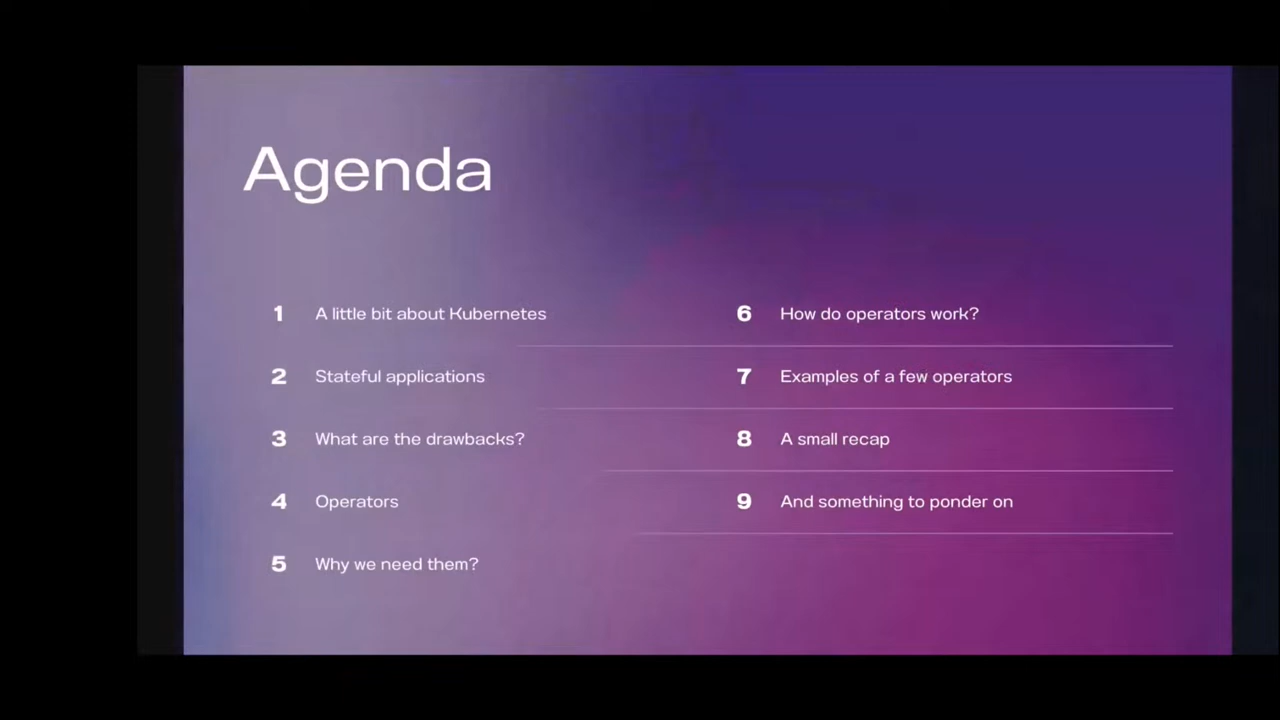 Agenda
1 A little bit about Kubernetes
2 Stateful applications
3 What are the drawbacks?
4 Operators
5 Why we need them?
6 How do operators work?
7 Examples of a few operators
8 A small recap
9 And something to ponder on